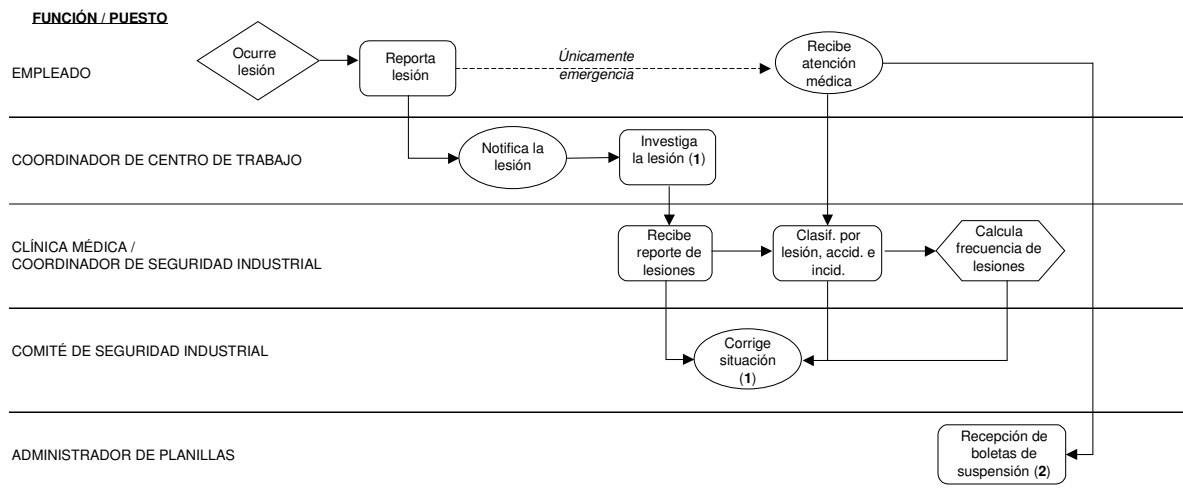 FUNCIÓN / PUESTO
EMPLEADO
Ocurre
lesión
Reporta
lesión
Únicamente
emergencia
Recibe
atención
médica
COORDINADOR DE CENTRO DE TRABAJO
Notifica la
lesión
Investiga
la lesión (1)
CLÍNICA MÉDICA /
COORDINADOR DE SEGURIDAD INDUSTRIAL
Recibe
reporte de
lesiones
Clasif. por
lesión, accid. e
incid.
Calcula
frecuencia de
lesiones
COMITÉ DE SEGURIDAD INDUSTRIAL
Corrige
situación
(1)
ADMINISTRADOR DE PLANILLAS
Recepción de
boletas de
suspensión (2)